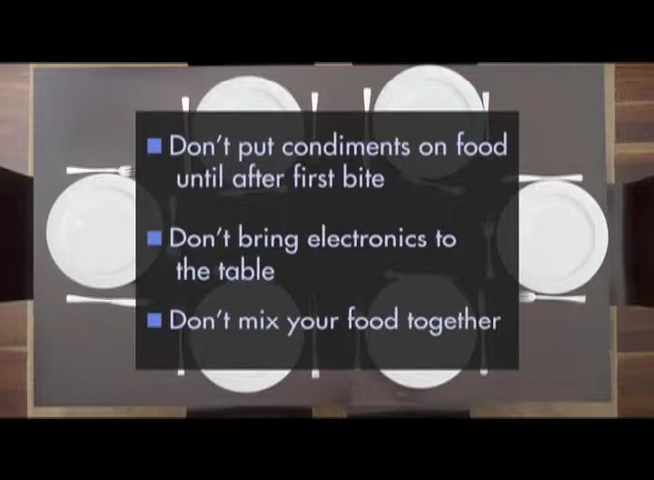 Don't put condiments on food
until after first bite
Don't bring electronics to
the table
Don't mix your food together